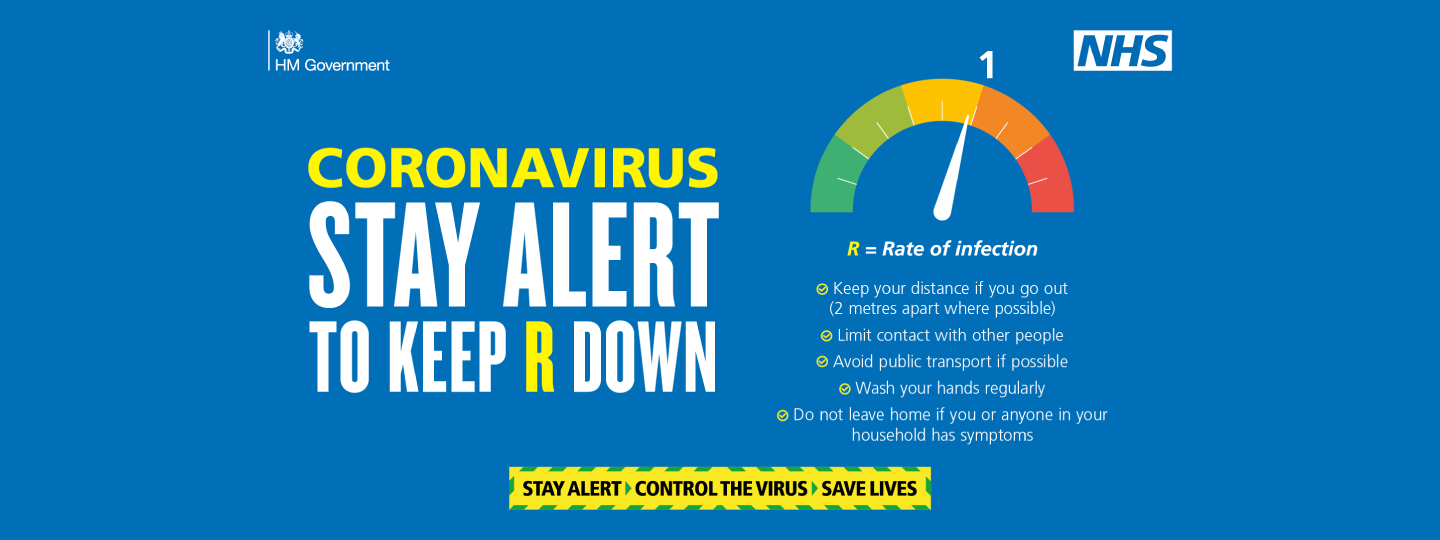 HM Government
NHS
CORONAVIRUS
STAY ALERT
TO KEEP R DOWN
1
R = Rate of infection
Keep your distance if you go out
(2 metres apart where possible)
Limit contact with other people
Avoid public transport if possible
Wash your hands regularly
Do not leave home if you or anyone in your
household has symptoms
STAY ALERT CONTROL THE VIRUS SAVE LIVES